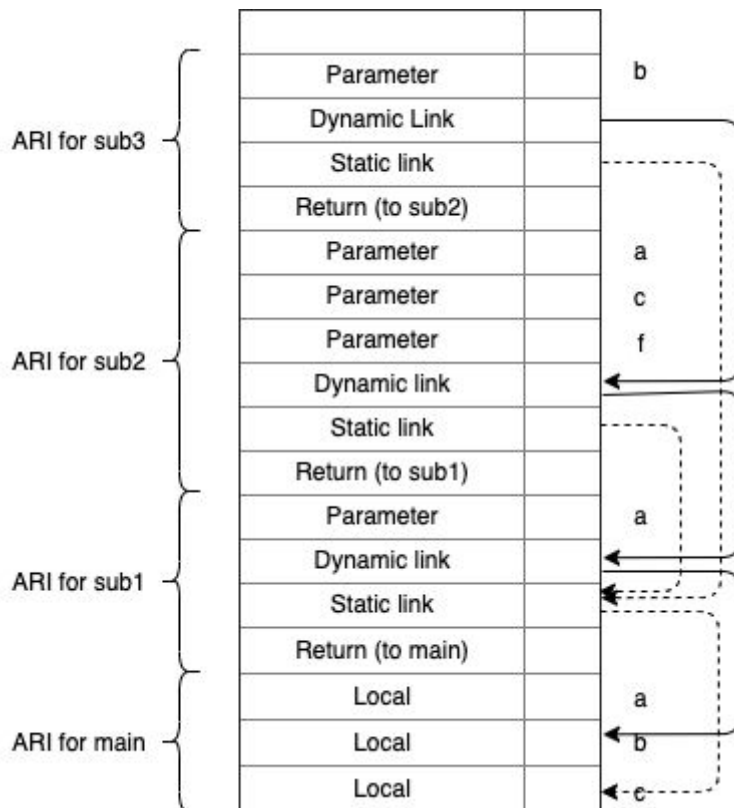 Parameter b
ARI for sub3
Dynamic Link
Static link
Return (to sub2)
Parameter a
Parameter c
Parameter f
ARI for sub2
Dynamic link
Static link
Return (to sub1)
Parameter a
Dynamic link
ARI for sub1
Static link
Return (to main)
Local a
ARI for main
Local b
Local c